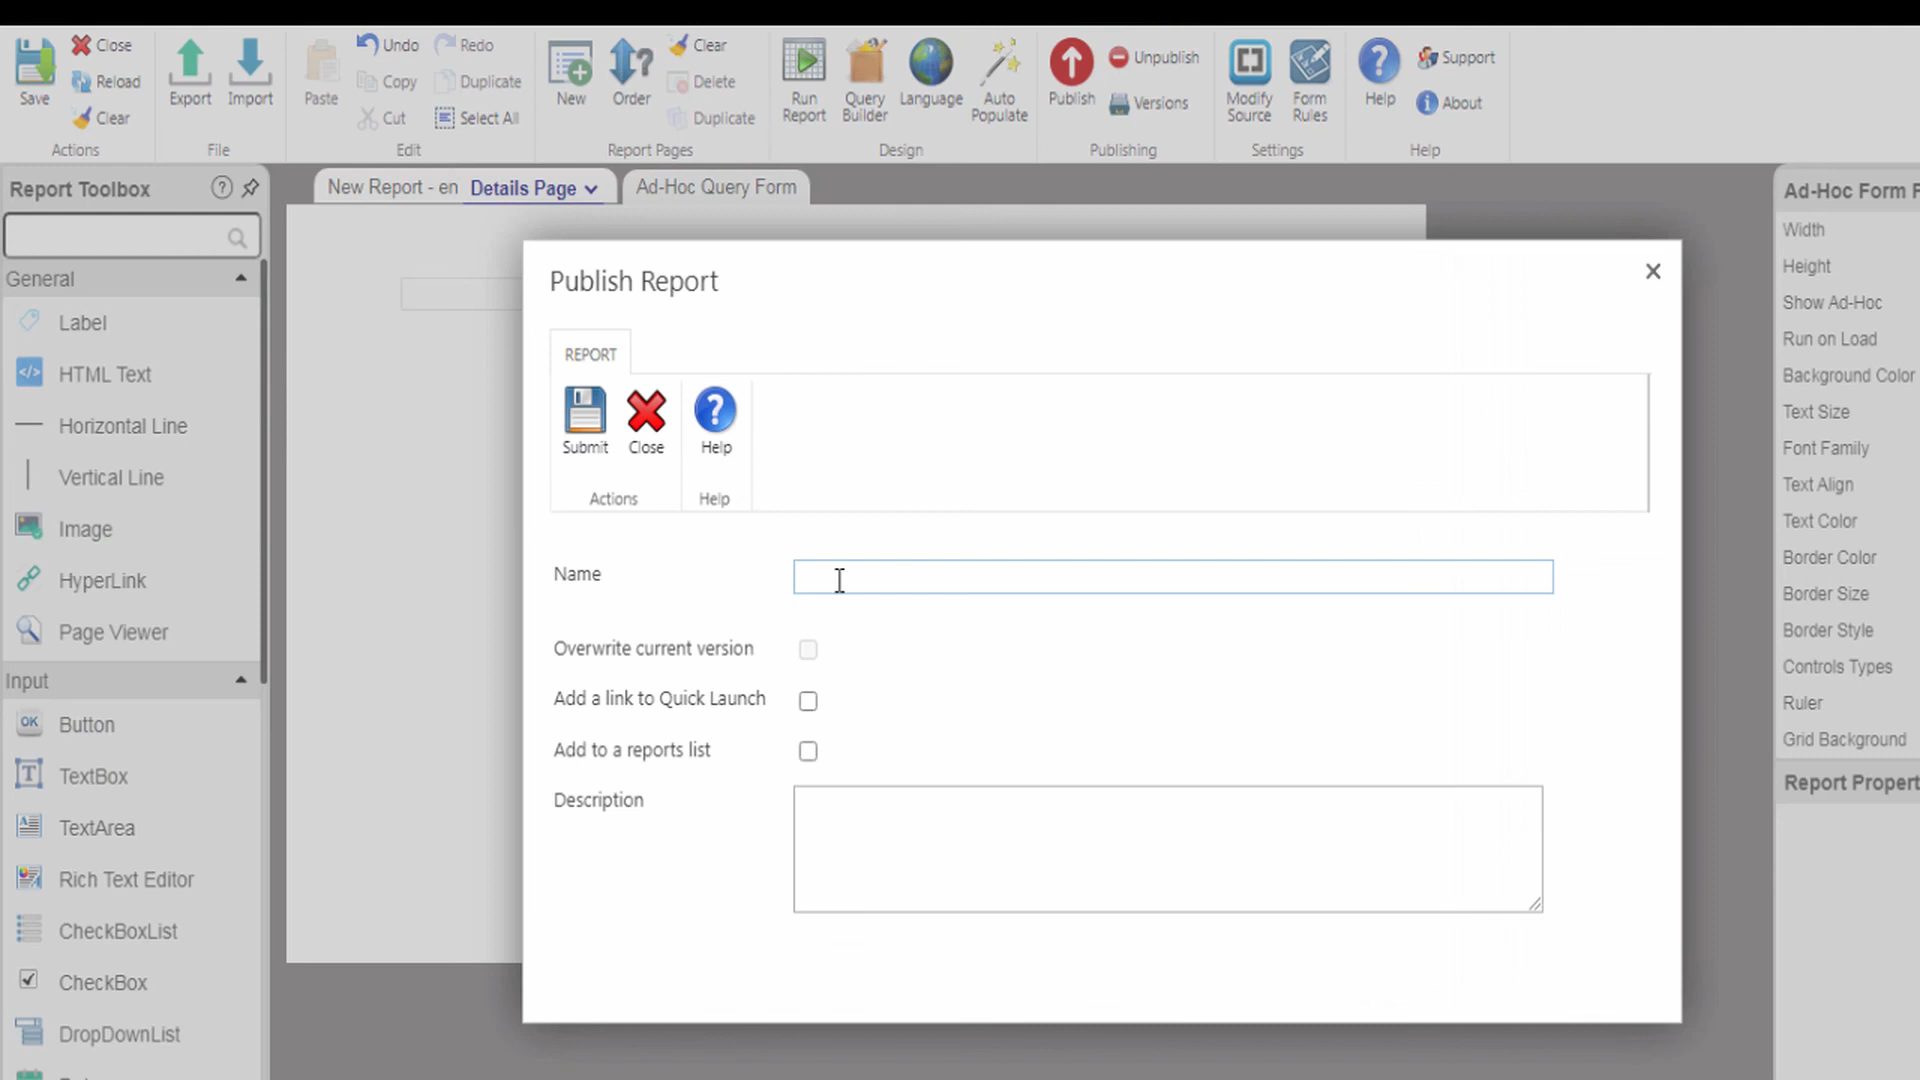 Save
Close
Reload
Clear
Actions
Export
Import
File
Paste
Undo
Redo
Copy
Duplicate
Cut
Select All
Edit
New
Order
Clear
Delete
Duplicate
Report Pages
Run Report
Query Builder
Language
Auto Populate
Design
Publish
Unpublish
Versions
Publishing
Modify Source
Form Rules
Settings
Help
Support
About
Help
Report Toolbox
General
Label
HTML Text
Horizontal Line
Vertical Line
Image
HyperLink
Page Viewer
Input
OK
Button
TextBox
TextArea
Rich Text Editor
CheckBoxList
CheckBox
DropDownList
New Report - en
Details Page
Ad-Hoc Query Form
Publish Report
REPORT
Submit
Close
Help
Actions
Help
Name
Overwrite current version
Add a link to Quick Launch
Add to a reports list
Description
Ad-Hoc Form F
Width
Height
Show Ad-Hoc
Run on Load
Background Color
Text Size
Font Family
Text Align
Text Color
Border Color
Border Size
Border Style
Controls Types
Ruler
Grid Background
Report Propert